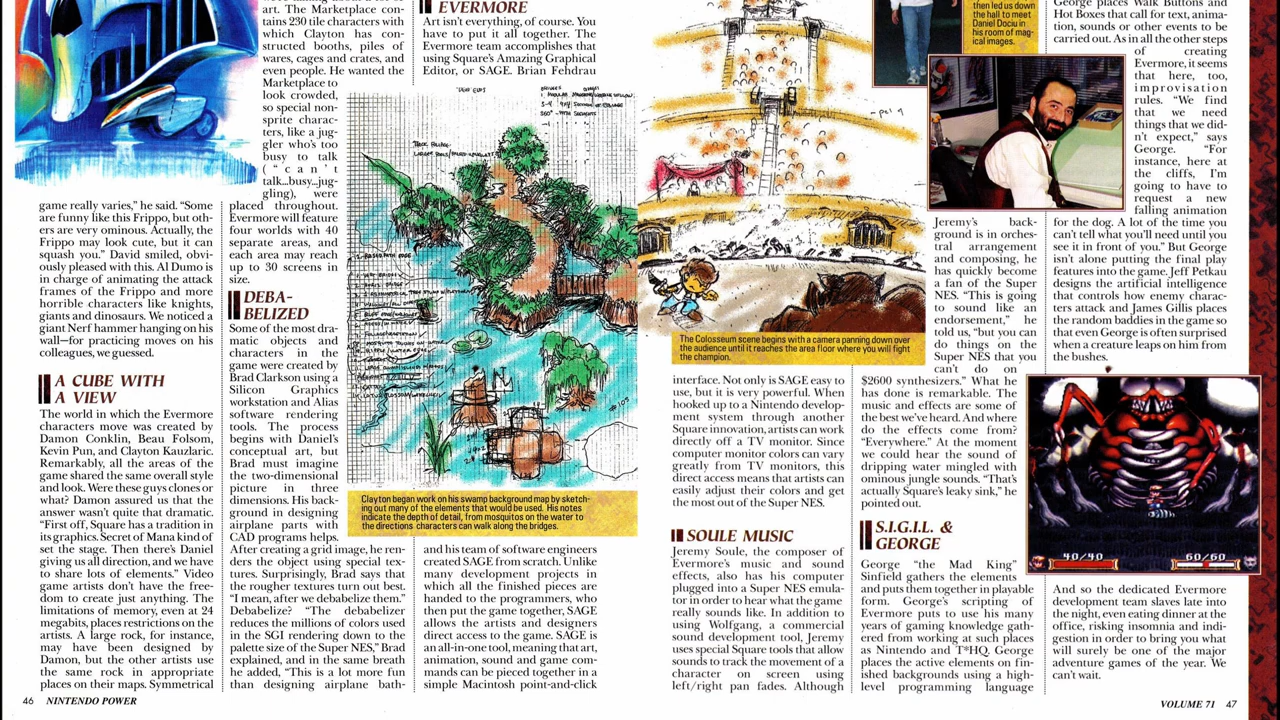 art. The Marketplace con-
tains 230 tile characters with
which Clayton has con-
structed booths, piles of
wares, cages and crates, and
even people. He wanted the
Marketplace to
look crowded,
so special non-
sprite charac-
ters, like a jug-
gler who's too
busy to talk
("can't
talk...busy...jug-
gling), were
game really varies," he said. "Some
are funny like this Frippo, but oth-
ers are very ominous. Actually, the
Frippo may look cute, but it can
squash you." David smiled, obvi-
ously pleased with this. Al Dumo is
in charge of animating the attack
frames of the Frippo and more
horrible characters like knights,
giants and dinosaurs. We noticed a
giant Nerf hammer hanging on his
wall—for practicing moves on his
colleagues, we guessed.
A CUBE WITH
A VIEW
The world in which the Evermore
characters move was created by
Damon Conklin, Beau Folsom,
Kevin Pun, and Clayton Kauzlaric.
Remarkably, all the areas of the
game shared the same overall style
and look. Were these guys clones or
what? Damon assured us that the
answer wasn't quite that dramatic.
"First off, Square has a tradition in
its graphics. Secret of Mana kind of
set the stage. Then there's Daniel
giving us all direction, and we have
to share lots of elements." Video
game artists don't have the free-
dom to create just anything. The
limitations of memory, even at 24
megabits, places restrictions on the
artists. A large rock, for instance,
may have been designed by
Damon, but the other artists use
the same rock in appropriate
places on their maps. Symmetrical
placed throughout.
Evermore will feature
four worlds with 40
separate areas, and
each area may reach
up to 30 screens in
size.
DEBA-
BELIZED
Some of the most dra-
matic objects and
characters in the
game were created by
Brad Clarkson using a
Silicon Graphics
workstation and Alias
software rendering
tools. The process
begins with Daniel's
conceptual art, but
Brad must imagine
the two-dimensional
picture in three
dimensions. His back-
ground in designing
airplane parts with
CAD programs helps.
After creating a grid image, he ren-
ders the object using special tex-
tures. Surprisingly, Brad says that
the rougher textures turn out best.
"I mean, after we debabelize them."
Debabelize? "The debabelizer
reduces the millions of colors used
in the SGI rendering down to the
palette size of the Super NES," Brad
explained, and in the same breath
he added, "This is a lot more fun
than designing airplane bath-
EVERMORE
Art isn't everything, of course. You
have to put it all together. The
Evermore team accomplishes that
using Square's Amazing Graphical
Editor, or SAGE. Brian Fehdrau
Clayton began work on his swamp background map by sketch-
ing out many of the elements that would be used. His notes
indicate the depth of detail, from mosquitos on the water to
the directions characters can walk along the bridges.
and his team of software engineers
created SAGE from scratch. Unlike
many development projects in
which all the finished pieces are
handed to the programmers, who
then put the game together, SAGE
allows the artists and designers
direct access to the game. SAGE is
an all-in-one tool, meaning that art,
animation, sound and game com-
mands can be pieced together in a
simple Macintosh point-and-click
46 NINTENDO POWER
The Colosseum scene begins with a camera panning down over
the audience until it reaches the area floor where you will fight
the champion.
interface. Not only is SAGE easy to
use, but it is very powerful. When
hooked up to a Nintendo develop-
ment system through another
Square innovation, artists can work
directly off a TV monitor. Since
computer monitor colors can vary
greatly from TV monitors, this
direct access means that artists can
easily adjust their colors and get
the most out of the Super NES.
SOULE MUSIC
Jeremy Soule, the composer of
Evermore's music and sound
effects, also has his computer
plugged into a Super NES emula-
tor in order to hear what the game
really sounds like. In addition to
using Wolfgang, a commercial
sound development tool, Jeremy
uses special Square tools that allow
sounds to track the movement of a
character on screen using
left/right pan fades. Although
then led us down
the hall to meet
Daniel Dociu in
his room of mag-
ical images.
Jeremy's back-
ground is in orches-
tral arrangement
and composing, he
has quickly become
a fan of the Super
NES. "This is going
to sound like an
endorsement," he
told us, "but you can
do things on the
Super NES that you
can't do on
$2600 synthesizers." What he
has done is remarkable. The
music and effects are some of
the best we've heard. And where
do the effects come from?
"Everywhere." At the moment
we could hear the sound of
dripping water mingled with
ominous jungle sounds. "That's
actually Square's leaky sink," he
pointed out.
S.I.G.I.L. &
GEORGE
George "the Mad King"
Sinfield gathers the elements
and puts them together in playable
form. George's scripting of
Evermore puts to use his many
years of gaming knowledge gath-
ered from working at such places
as Nintendo and T*HQ. George
places the active elements on fin-
ished backgrounds using a high-
level programming language
George places Walk Buttons and
Hot Boxes that call for text, anima-
tion, sounds or other events to be
carried out. As in all the other steps
of creating
Evermore, it seems
that here, too,
improvisation
rules. "We find
that we need
things that we did-
n't expect," says
George. "For
instance, here at
the cliffs, I'm
going to have to
request a new
falling animation
for the dog. A lot of the time you
can't tell what you'll need until you
see it in front of you." But George
isn't alone putting the final play
features into the game. Jeff Petkau
designs the artificial intelligence
that controls how enemy charac-
ters attack and James Gillis places
the random baddies in the game so
that even George is often surprised
when a creature leaps on him from
the bushes.
40/40
60/60
And so the dedicated Evermore
development team slaves late into
the night, even eating dinner at the
office, risking insomnia and indi-
gestion in order to bring you what
will surely be one of the major
adventure games of the year. We
can't wait.
VOLUME 71 47